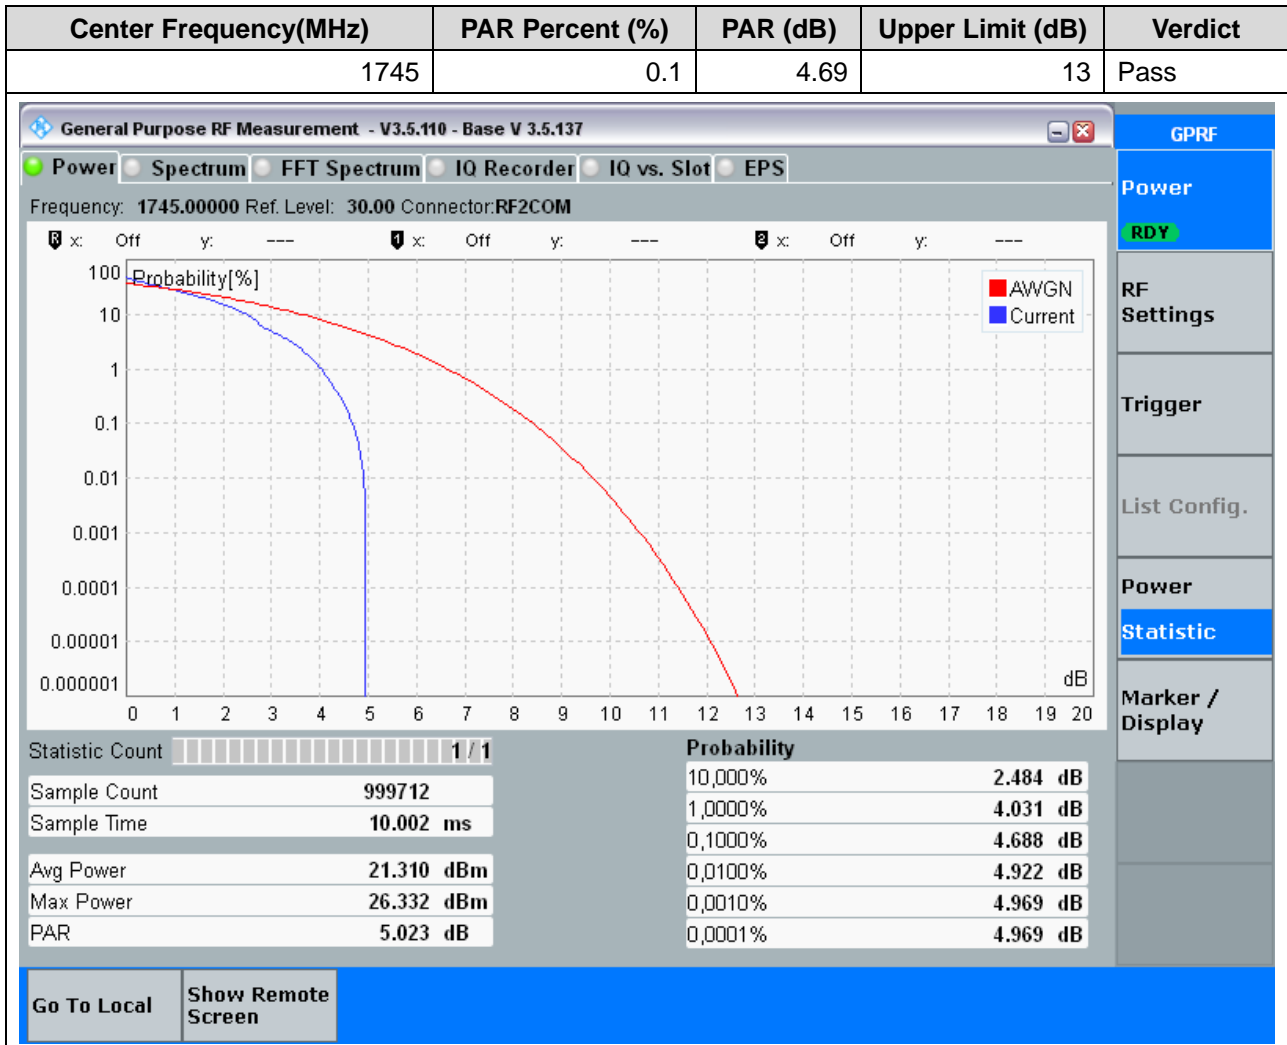 Center Frequency(MHz) PAR Percent (%) PAR (dB) Upper Limit (dB) Verdict
1745 0.1 4.69 13 Pass
General Purpose RF Measurement - V3.5.110 - Base V 3.5.137
GPRF
Power Spectrum FFT Spectrum IQ Recorder IQ vs. Slot EPS
Power
RDY
Frequency: 1745.00000 Ref. Level: 30.00 Connector:RF2COM
R x: Off y: --- 1 x: Off y: --- 2 x: Off y: ---
Probability[%]
AWGN
Current
100
10
1
0.1
0.01
0.001
0.0001
0.00001
0.000001
dB
0 1 2 3 4 5 6 7 8 9 10 11 12 13 14 15 16 17 18 19 20
RF
Settings
Trigger
List Config.
Power
Statistic
Marker /
Display
Statistic Count 1 / 1
Sample Count 999712
Sample Time 10.002 ms
Avg Power 21.310 dBm
Max Power 26.332 dBm
PAR 5.023 dB
Probability
10,000% 2.484 dB
1,0000% 4.031 dB
0,1000% 4.688 dB
0,0100% 4.922 dB
0,0010% 4.969 dB
0,0001% 4.969 dB
Go To Local
Show Remote
Screen